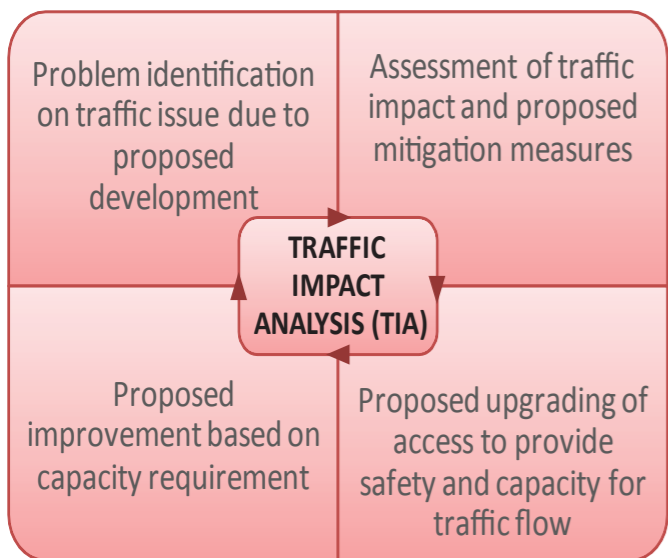 Problem identification
on traffic issue due to
proposed
development
Assessment of traffic
impact and proposed
mitigation measures
TRAFFIC
IMPACT
ANALYSIS (TIA)
Proposed
improvement based on
capacity requirement
Proposed upgrading of
access to provide
safety and capacity for
traffic flow